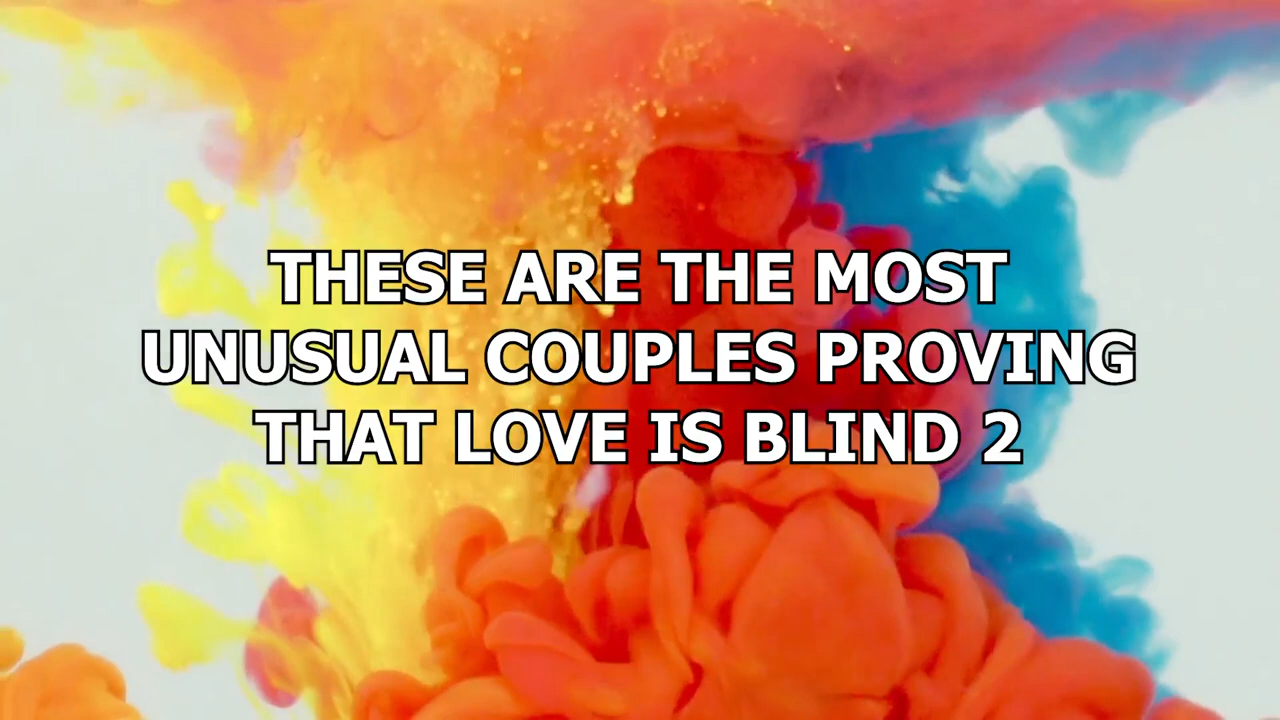 THESE ARE THE MOST
UNUSUAL COUPLES PROVING
THAT LOVE IS BLIND 2